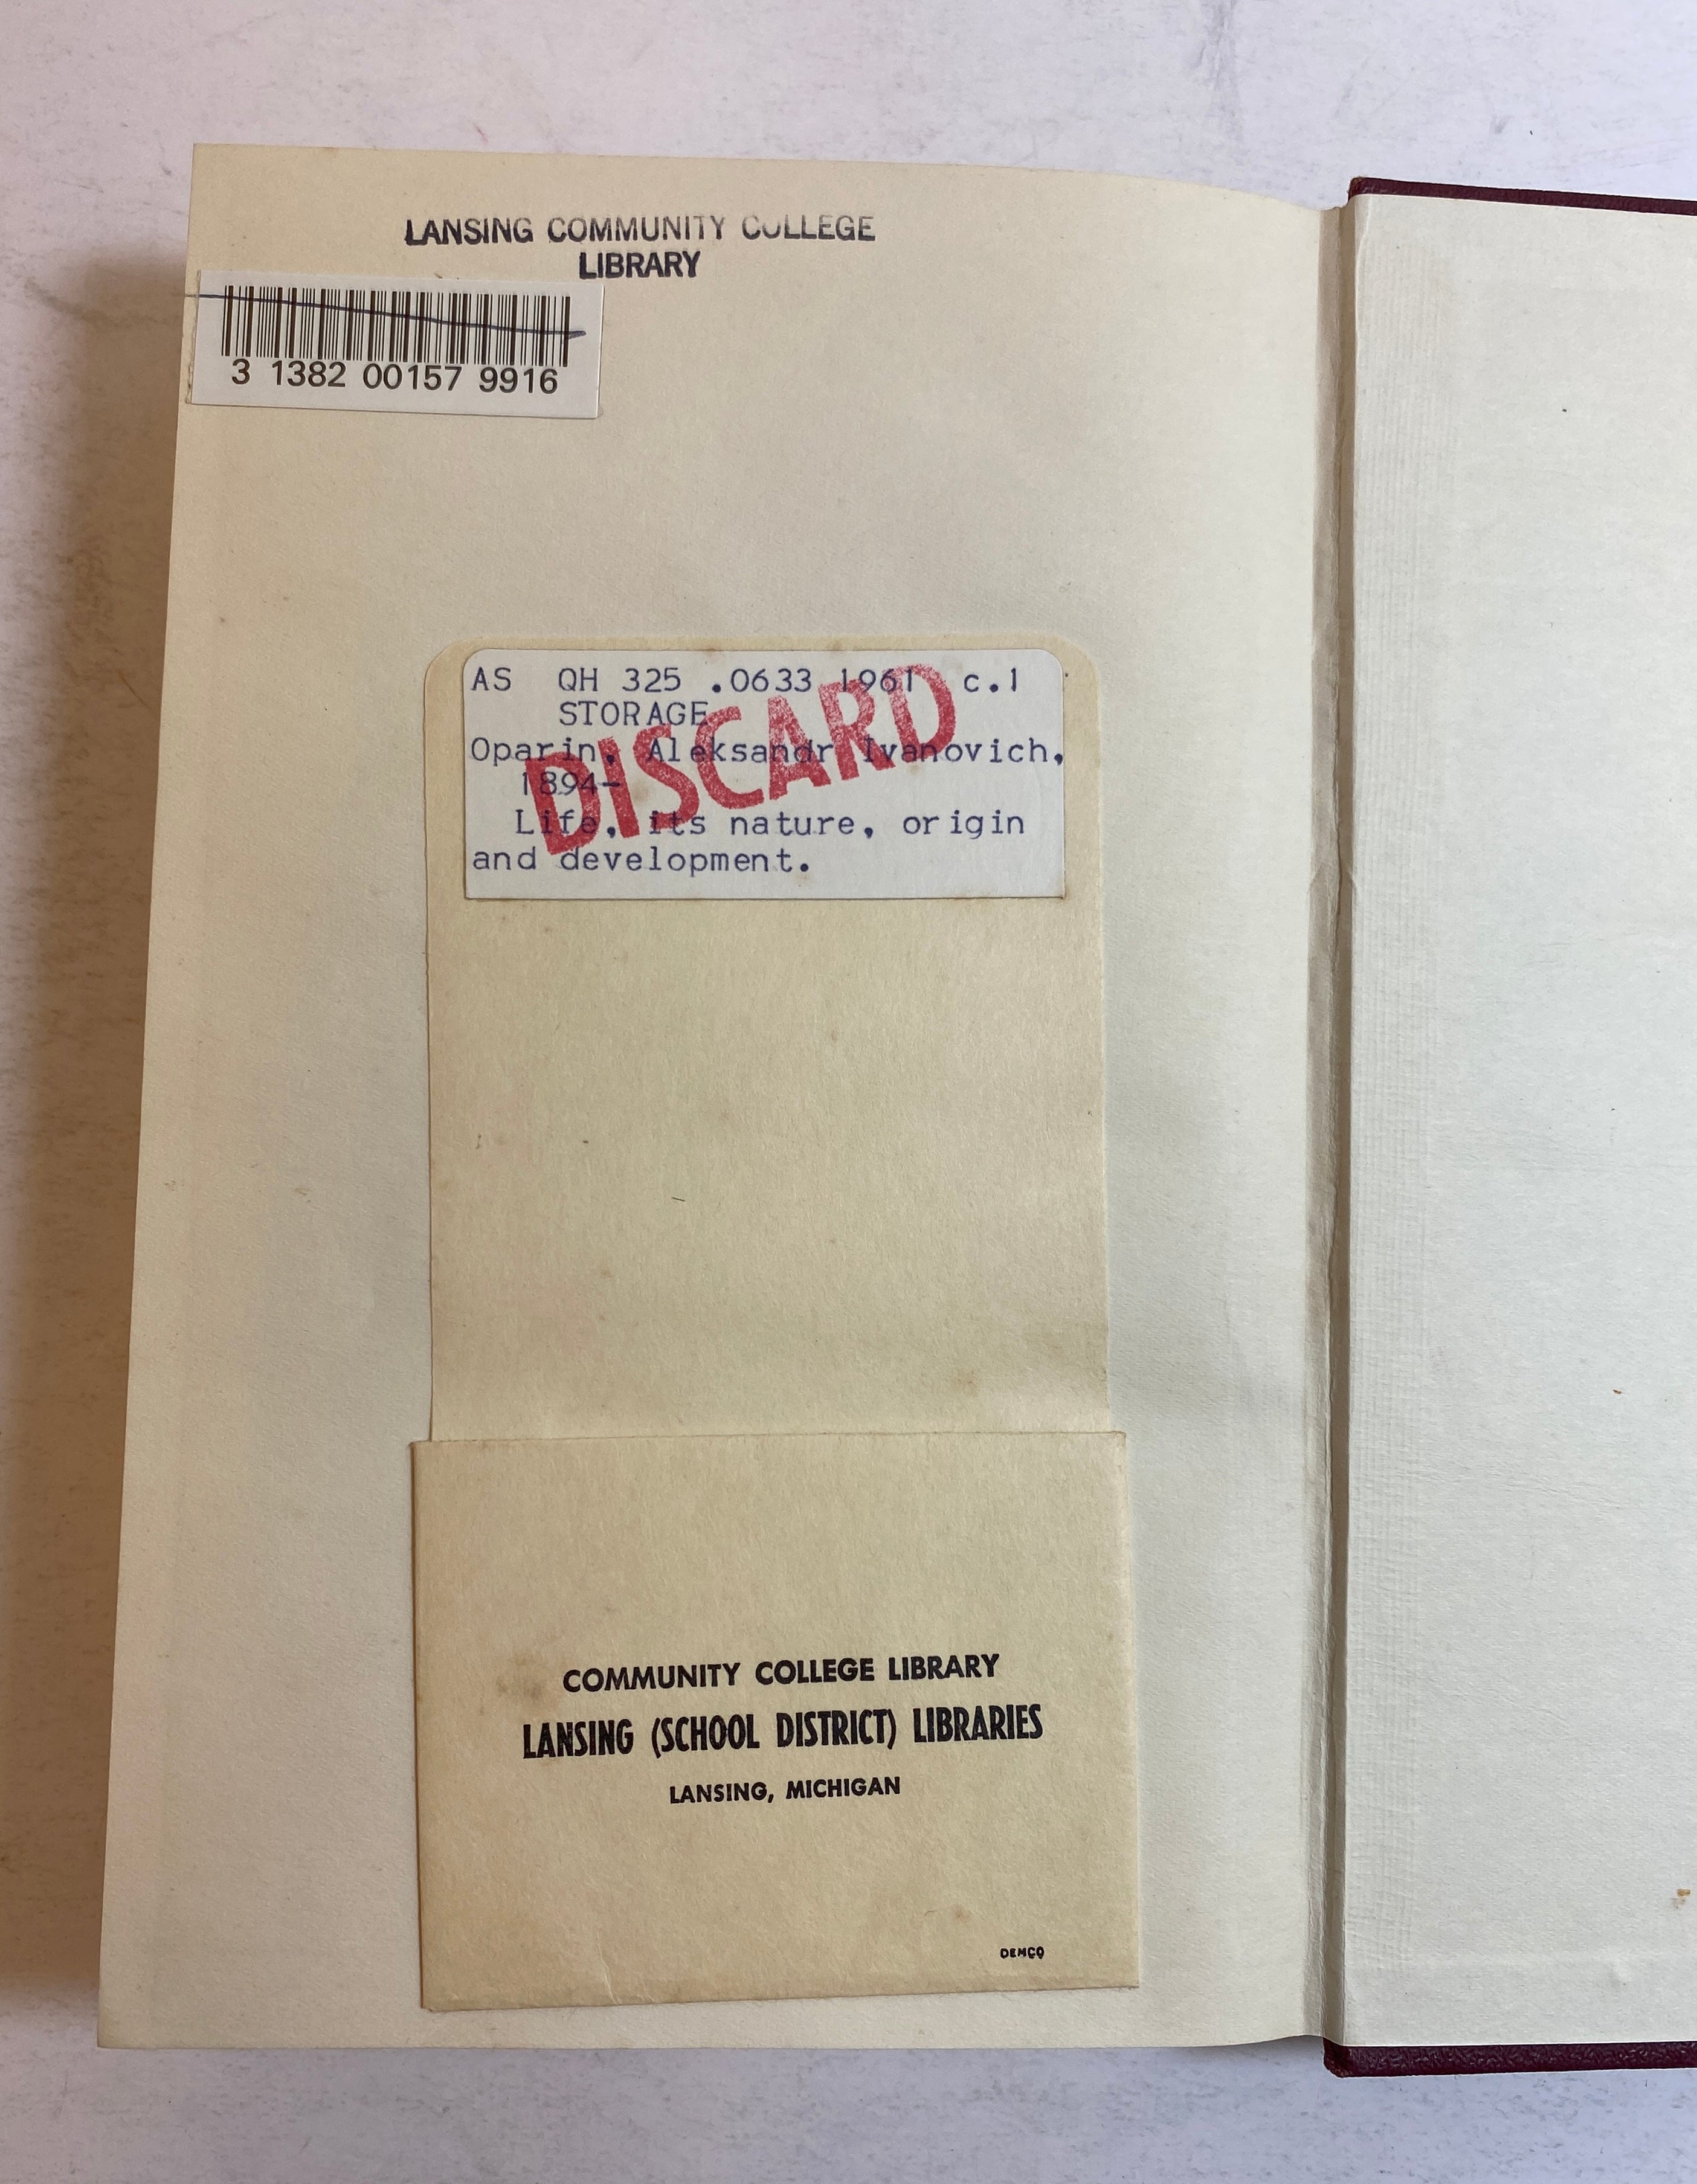 LANSING COMMUNITY COLLEGE
LIBRARY
3 1382 00157 9916
AS QH 325 .0633 1961 c.1
STORAGE
Oparin, Aleksandr Ivanovich,
1894-
Life, its nature, origin
and development.
DISCARD
COMMUNITY COLLEGE LIBRARY
LANSING (SCHOOL DISTRICT) LIBRARIES
LANSING, MICHIGAN
DEMCO